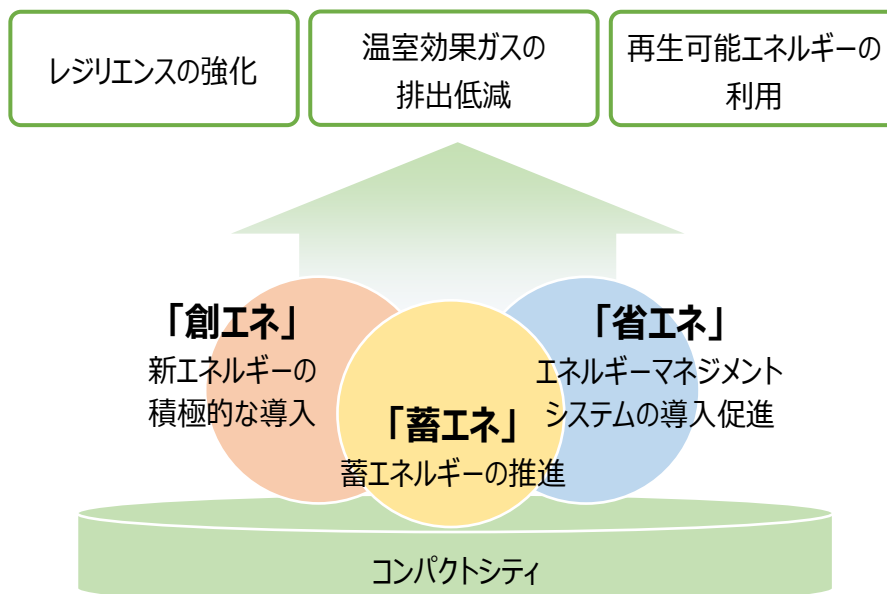 レジリエンスの強化
温室効果ガスの
排出低減
再生可能エネルギーの
利用
「創エネ」
新エネルギーの
積極的な導入
「蓄エネ」
蓄エネルギーの推進
「省エネ」
エネルギーマネジメント
システムの導入促進
コンパクトシティ